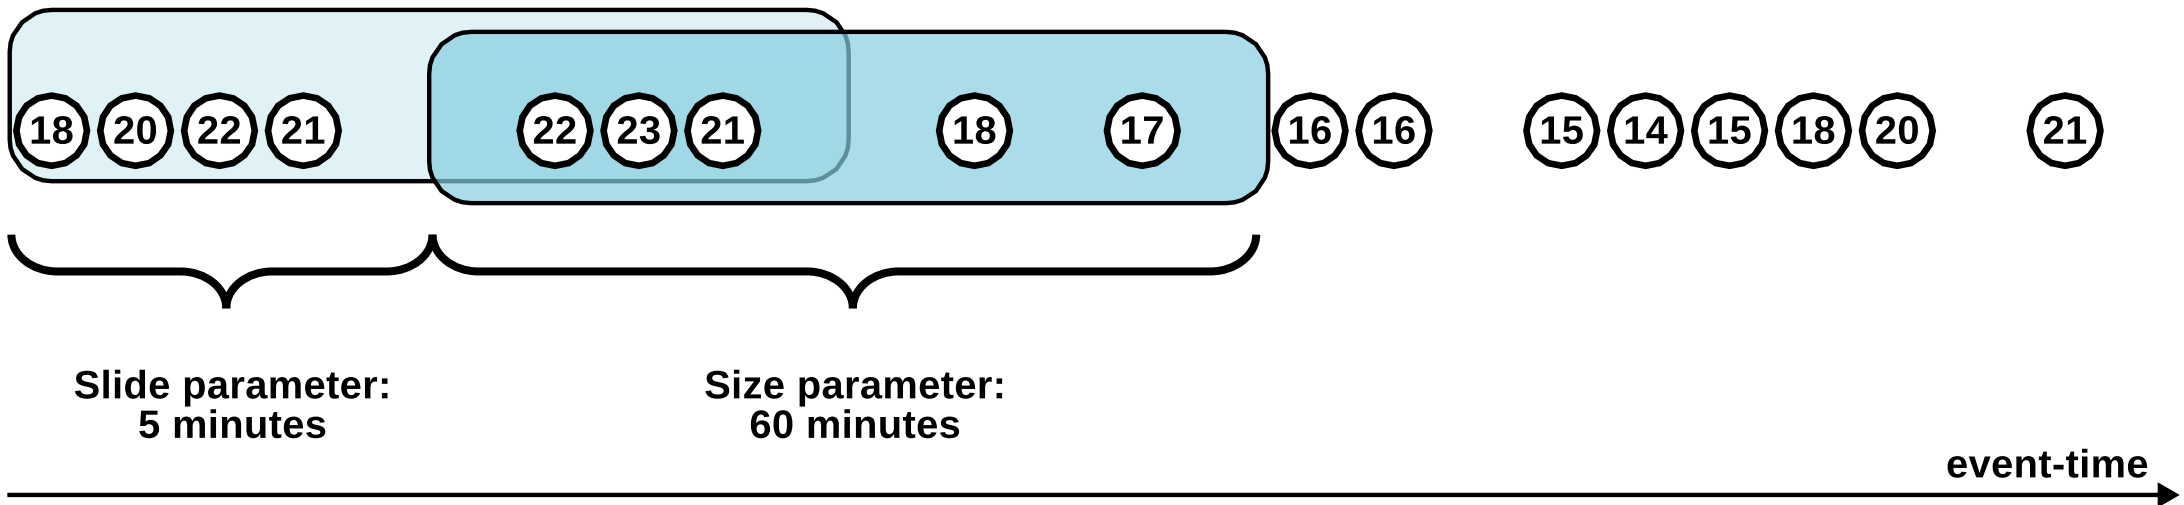 18 20 22 21 22 23 21 18 17 16 16 15 14 15 18 20 21
Slide parameter:
5 minutes
Size parameter:
60 minutes
event-time